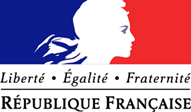 Liberté • Égalité • Fraternité
RÉPUBLIQUE FRANÇAISE